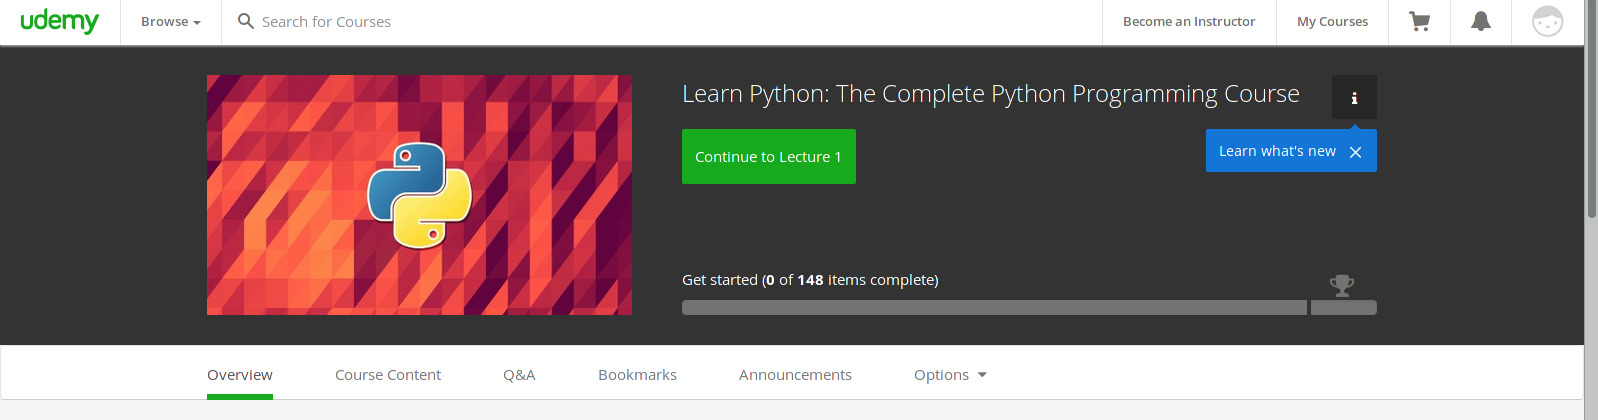 udemy Browse Search for Courses Become an Instructor My Courses
Learn Python: The Complete Python Programming Course
Continue to Lecture 1
Learn what's new
Get started (0 of 148 items complete)
Overview Course Content Q&A Bookmarks Announcements Options